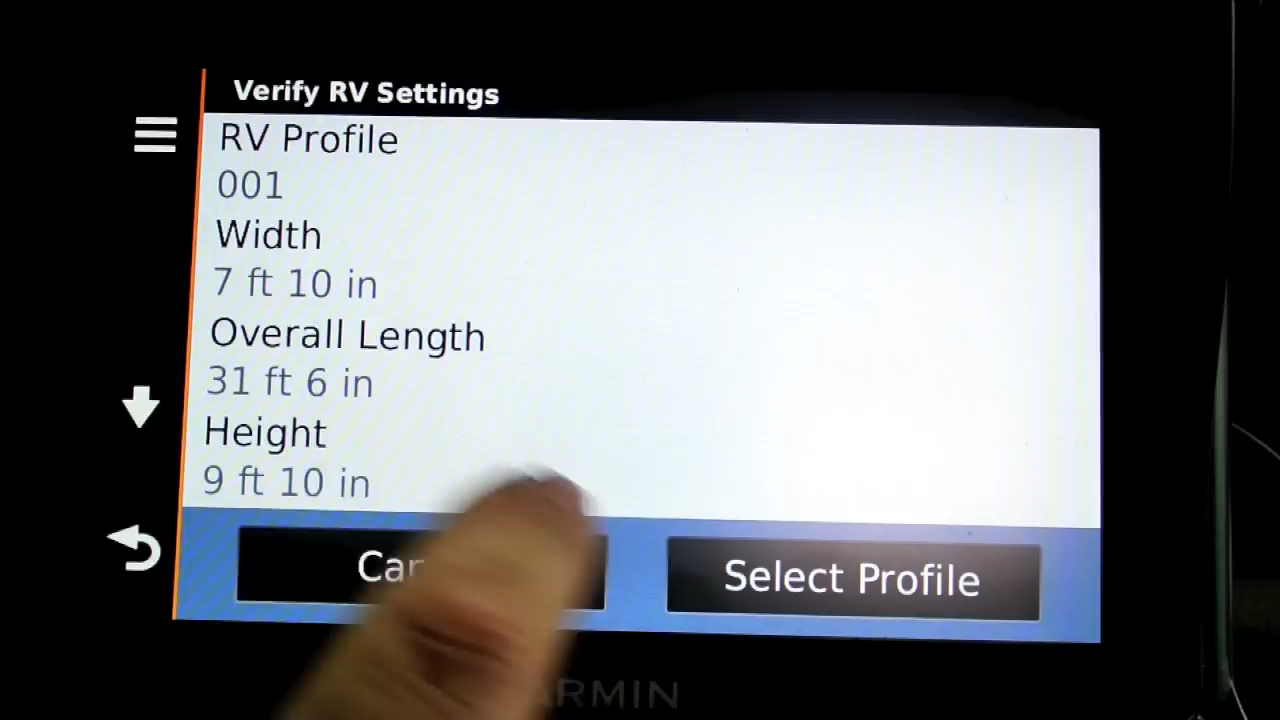 Verify RV Settings
RV Profile
001
Width
7 ft 10 in
Overall Length
31 ft 6 in
Height
9 ft 10 in
Select Profile